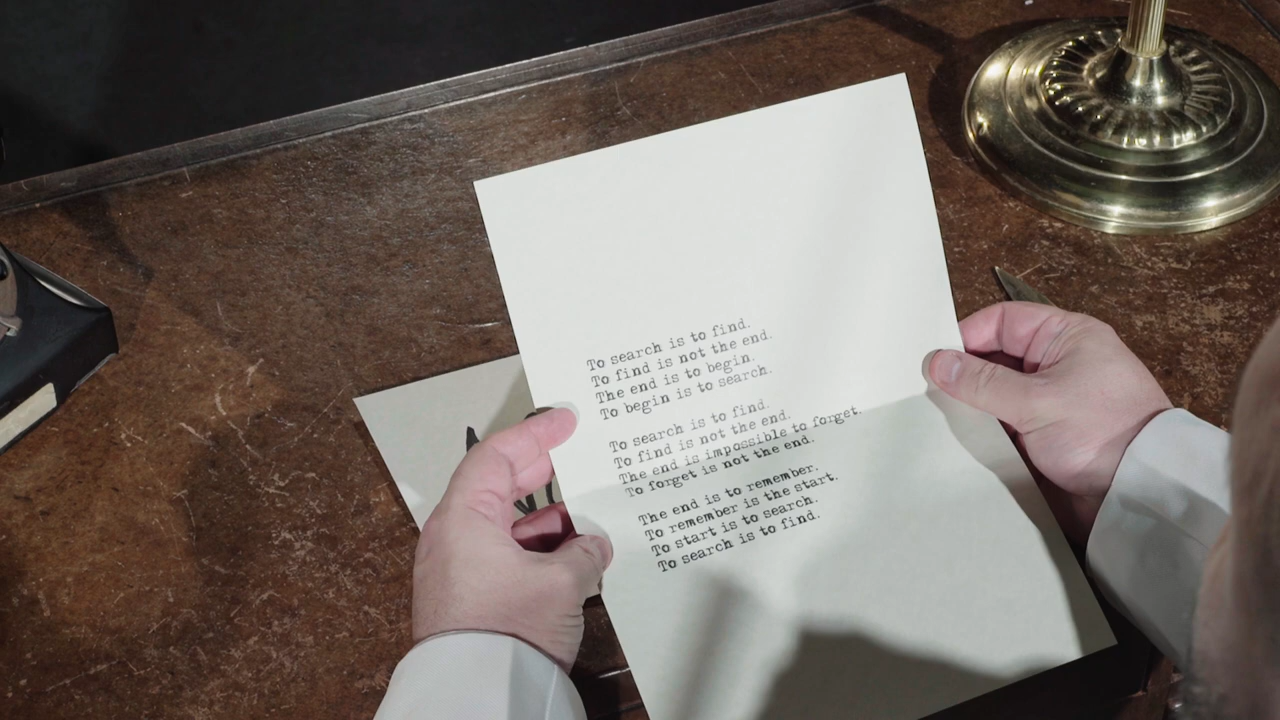 To search is to find.
To find is not the end.
The end is to begin.
To begin is to search.
To search is to find.
To find is not the end.
The end is impossible to forget.
To forget is not the end.
The end is to remember.
To remember is the start.
To start is to search.
To search is to find.